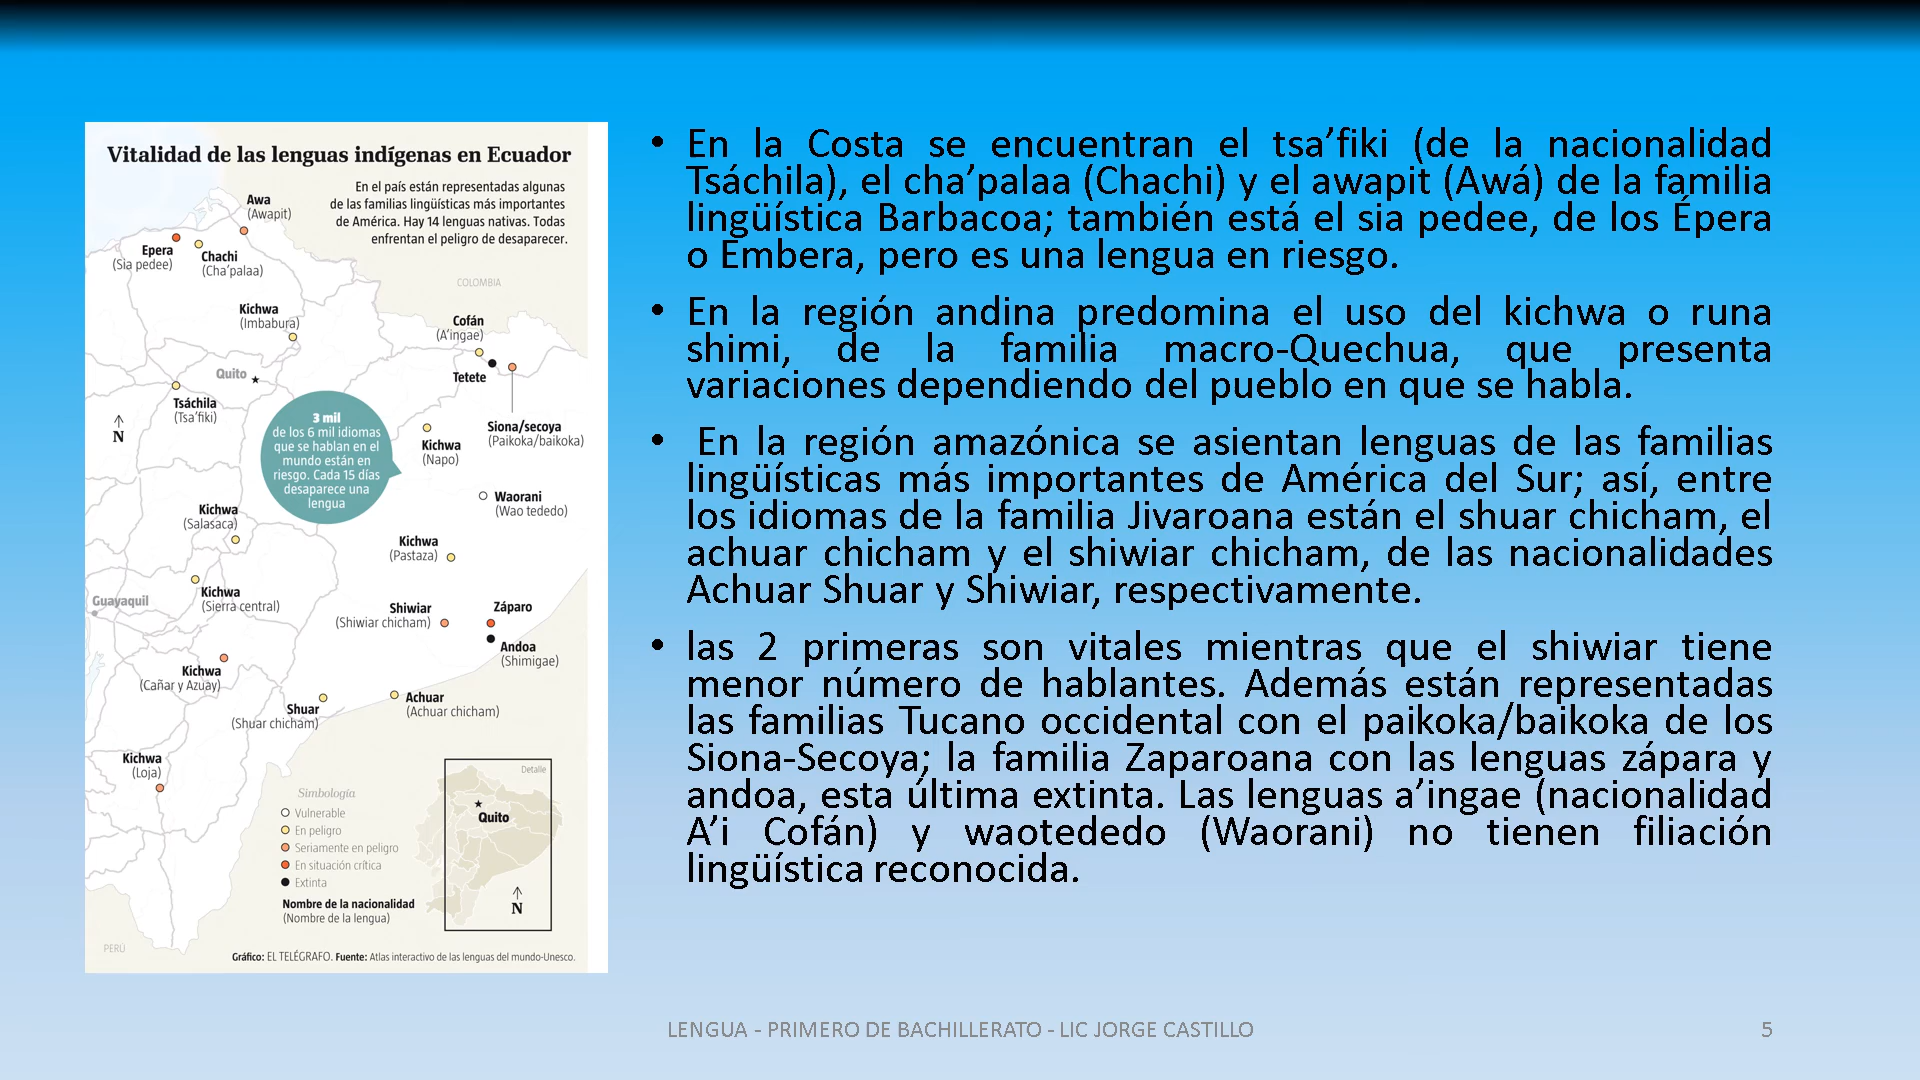 Vitalidad de las lenguas indígenas en Ecuador
En el país están representadas algunas
de las familias lingüísticas más importantes
de América. Hay 14 lenguas nativas. Todas
enfrentan el peligro de desaparecer.
Awa
(Awapit)
Epera
(Sia pedee)
Chachi
(Cha'palaa)
COLOMBIA
Kichwa
(Imbabura)
Cofán
(A'ingae)
Quito
Tetete
Tsáchila
(Tsa'fiki)
N
3 mil
de los 6 mil idiomas
que se hablan en el
mundo están en
riesgo. Cada 15 días
desaparece una
lengua
Siona/secoya
(Paikoka/baikoka)
Kichwa
(Napo)
Waorani
(Wao tededo)
Kichwa
(Salasaca)
Kichwa
(Pastaza)
Kichwa
(Sierra central)
Guayaquil
Shiwiar
(Shiwiar chicham)
Záparo
Andoa
(Shimigae)
Kichwa
(Cañar y Azuay)
Shuar
(Shuar chicham)
Achuar
(Achuar chicham)
Kichwa
(Loja)
Simbología
Vulnerable
En peligro
Seriamente en peligro
En situación crítica
Extinta
Nombre de la nacionalidad
(Nombre de la lengua)
Detalle
Quito
N
PERÚ
Gráfico: EL TELÉGRAFO. Fuente: Atlas interactivo de las lenguas del mundo-Unesco.
• En la Costa se encuentran el tsa’fiki (de la nacionalidad
Tsáchila), el cha’palaa (Chachi) y el awapit (Awá) de la familia
lingüística Barbacoa; también está el sia pedee, de los Épera
o Embera, pero es una lengua en riesgo.
• En la región andina predomina el uso del kichwa o runa
shimi, de la familia macro-Quechua, que presenta
variaciones dependiendo del pueblo en que se habla.
• En la región amazónica se asientan lenguas de las familias
lingüísticas más importantes de América del Sur; así, entre
los idiomas de la familia Jivaroana están el shuar chicham, el
achuar chicham y el shiwiar chicham, de las nacionalidades
Achuar Shuar y Shiwiar, respectivamente.
• las 2 primeras son vitales mientras que el shiwiar tiene
menor número de hablantes. Además están representadas
las familias Tucano occidental con el paikoka/baikoka de los
Siona-Secoya; la familia Zaparoana con las lenguas zápara y
andoa, esta última extinta. Las lenguas a’ingae (nacionalidad
A’i Cofán) y waotededo (Waorani) no tienen filiación
lingüística reconocida.
LENGUA - PRIMERO DE BACHILLERATO - LIC JORGE CASTILLO
5